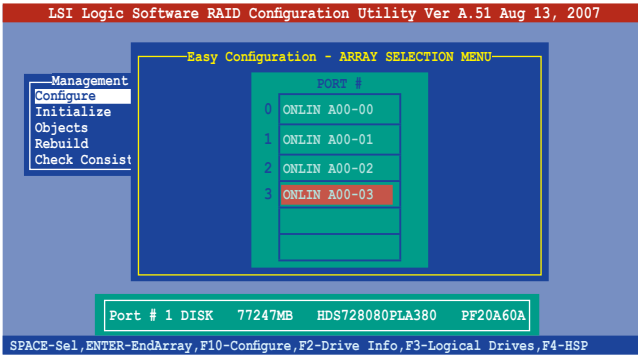 LSI Logic Software RAID Configuration Utility Ver A.51 Aug 13, 2007
Easy Configuration - ARRAY SELECTION MENU
Management
Configure
Initialize
Objects
Rebuild
Check Consist
PORT #
0 ONLIN A00-00
1 ONLIN A00-01
2 ONLIN A00-02
3 ONLIN A00-03
Port # 1 DISK 77247MB HDS728080PLA380 PF20A60A
SPACE-Sel,ENTER-EndArray,F10-Configure,F2-Drive Info,F3-Logical Drives,F4-HSP